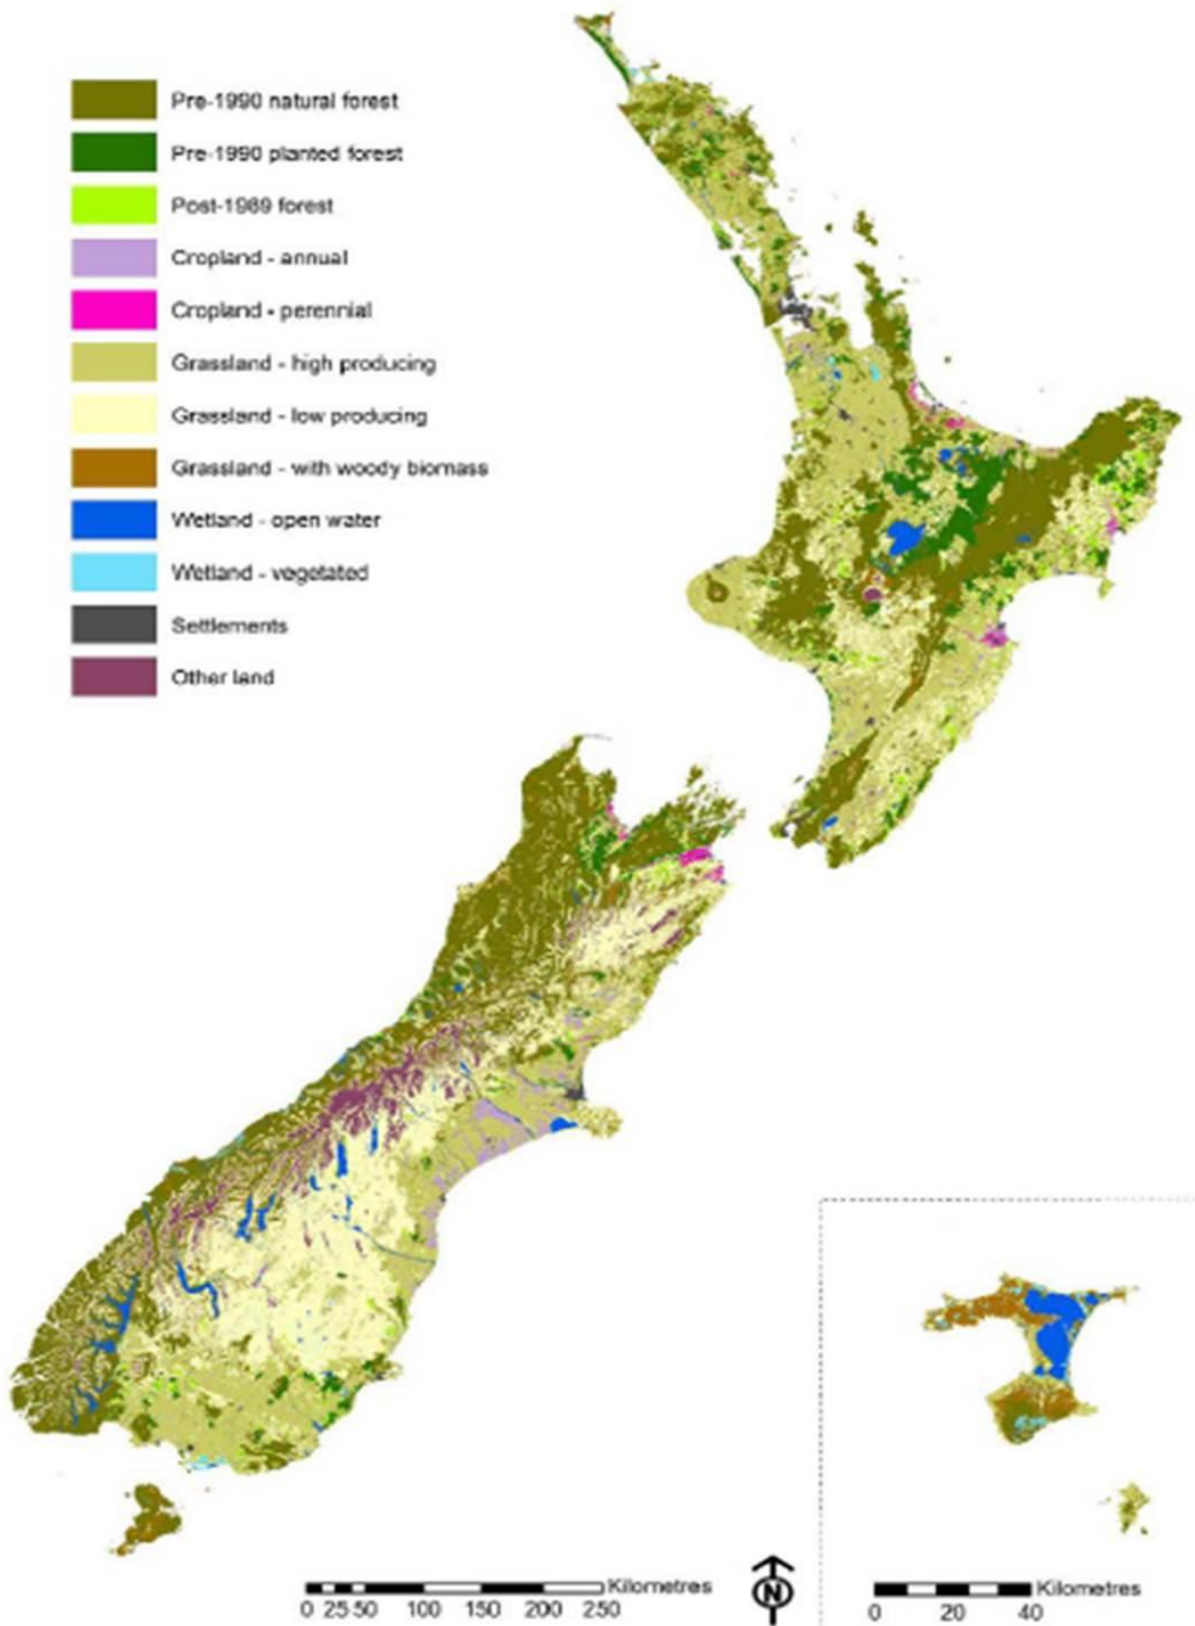 Pre-1990 natural forest
Pre-1990 planted forest
Post-1989 forest
Cropland - annual
Cropland - perennial
Grassland - high producing
Grassland - low producing
Grassland - with woody biomass
Wetland - open water
Wetland - vegetated
Settlements
Other land
Kilometres
0 25 50 100 150 200 250
N
Kilometres
0 20 40